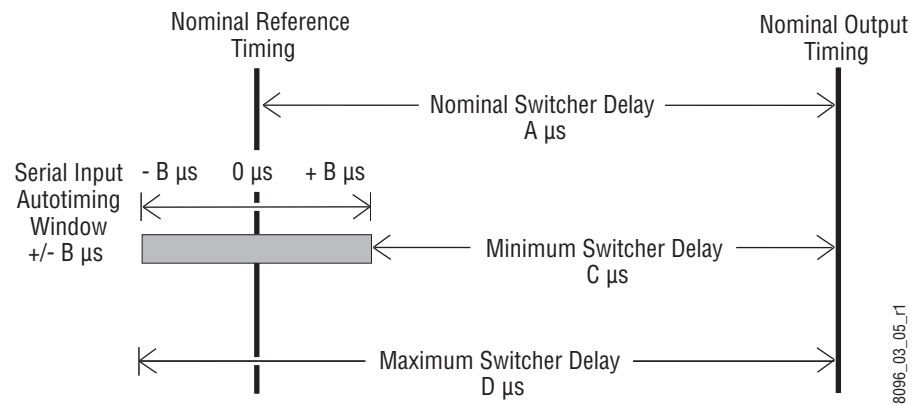 Nominal Reference
Timing
Nominal Output
Timing
Nominal Switcher Delay
A µs
Serial Input
Autotiming
Window
+/- B µs
- B µs 0 µs + B µs
Minimum Switcher Delay
C µs
Maximum Switcher Delay
D µs
8096_03_05_r1